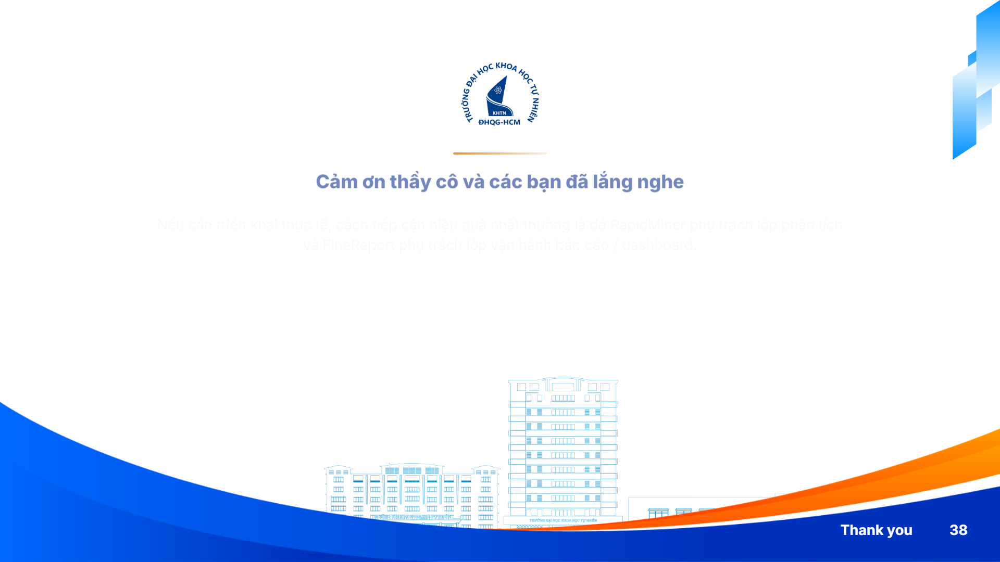 TRƯỜNG ĐẠI HỌC KHOA HỌC TỰ NHIÊN
KHTN
ĐHQG-HCM
Cảm ơn thầy cô và các bạn đã lắng nghe
Nếu cần triển khai thực tế, cách tiếp cận hiệu quả nhất thường là để RapidMiner phụ trách lớp phân tích
và FineReport phụ trách lớp vận hành báo cáo / dashboard.
TRƯỜNG ĐẠI HỌC KHOA HỌC TỰ NHIÊN
Thank you
38